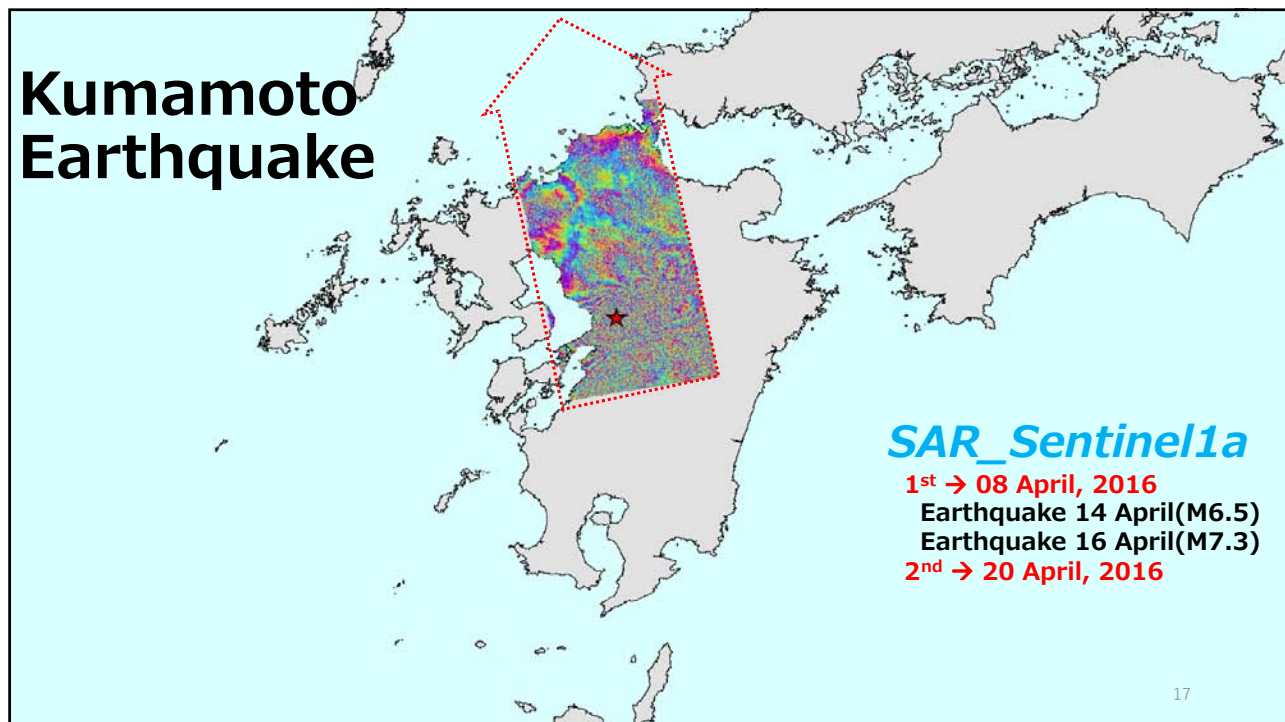 Kumamoto
Earthquake
SAR_Sentinel1a
1st → 08 April, 2016
Earthquake 14 April(M6.5)
Earthquake 16 April(M7.3)
2nd → 20 April, 2016
17